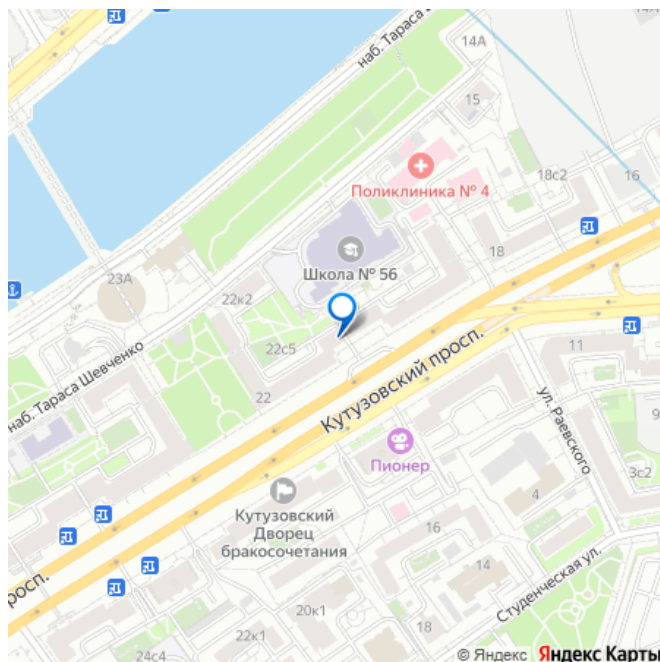 наб. Тараса
14А
14А
15
Поликлиника № 4
18с2
16
Школа № 56
18
23А
22к2
22с5
11
наб. Тараса Шевченко
22
Кутузовский просп.
ул. Раевского
Пионер
3с2
4
Кутузовский
Дворец
бракосочетания
16
14
Студенческая ул.
росп.
20к1
22к1
18
24с4
© Яндекс Яндекс Карты